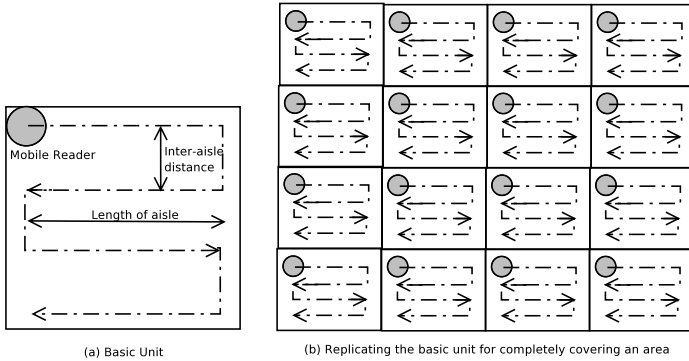 Mobile Reader
Inter-aisle
distance
Length of aisle
(a) Basic Unit
(b) Replicating the basic unit for completely covering an area